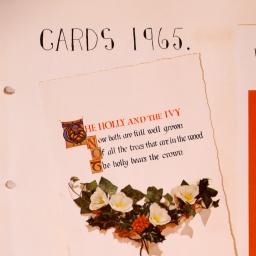 CARDS 1965.
THE HOLLY AND THE IVY
Now both are full well grown
Of all the trees that are in the wood
The holly bears the crown